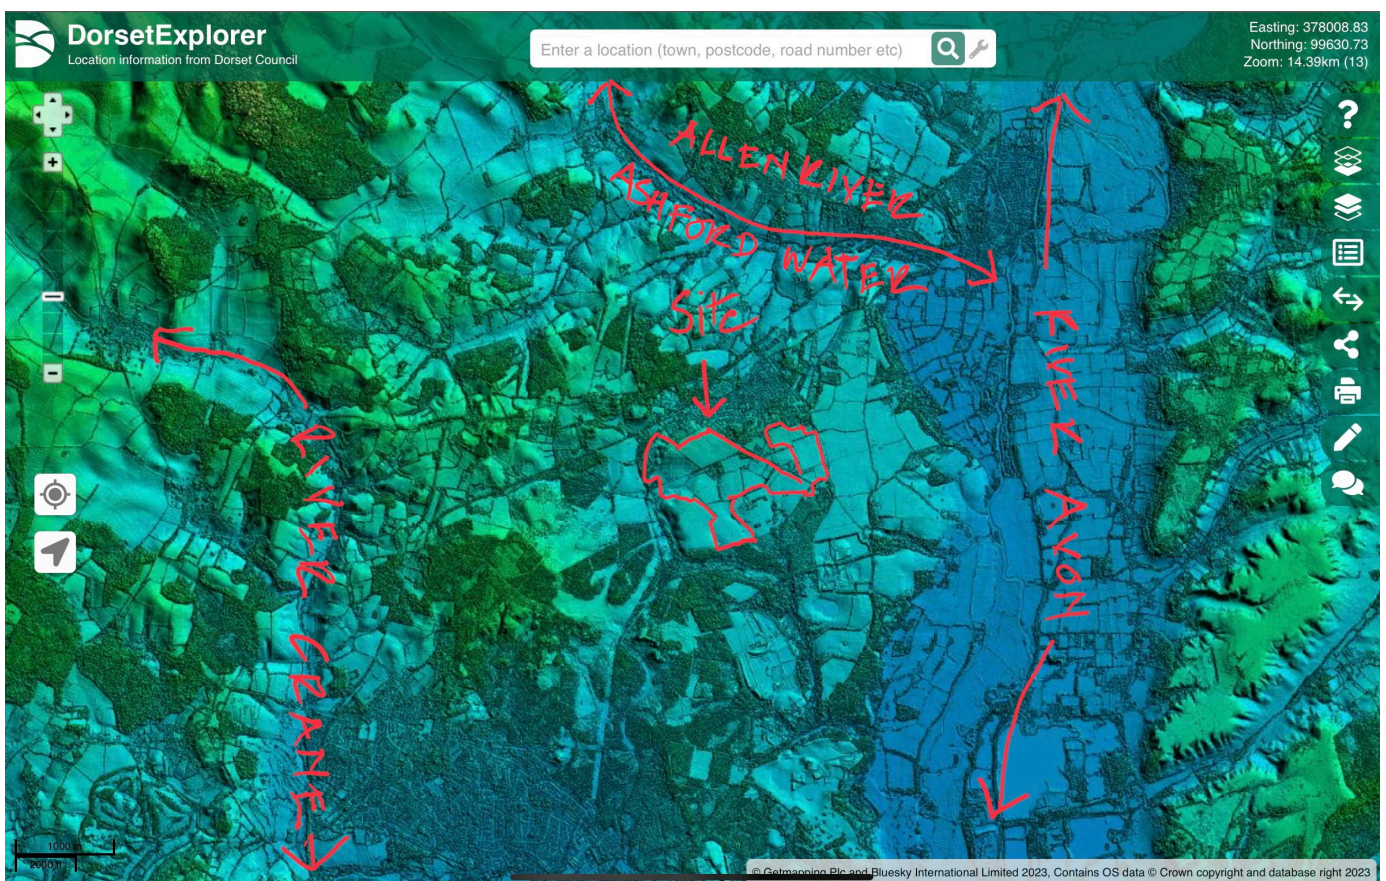 DorsetExplorer
Location information from Dorset Council
Enter a location (town, postcode, road number etc)
Easting: 378008.83
Northing: 99630.73
Zoom: 14.39km (13)
?
ALLEN RIVER
ASHFORD WATER
Site
RIVER AVON
RIVER CRANE
1000 m
2000 ft
© Getmapping Plc and Bluesky International Limited 2023, Contains OS data © Crown copyright and database right 2023